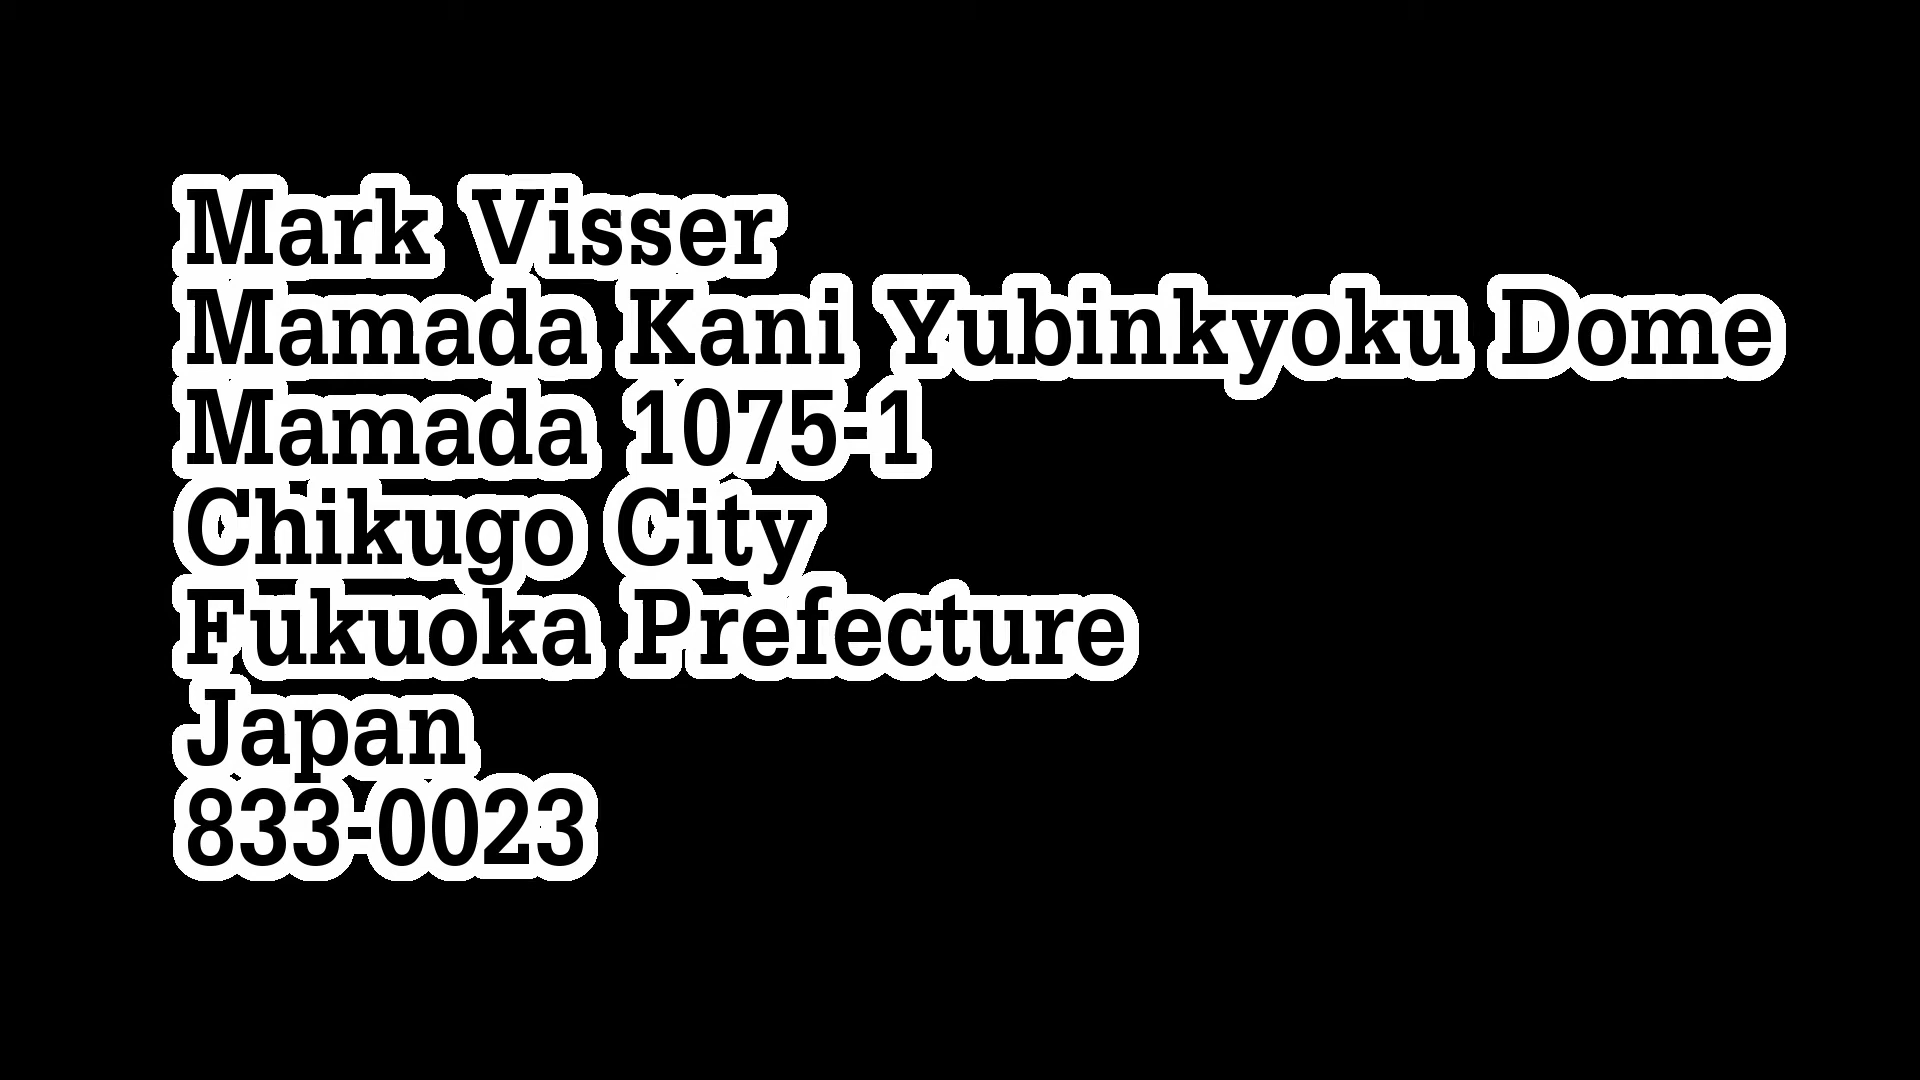 Mark Visser
Mamada Kani Yubinkyoku Dome
Mamada 1075-1
Chikugo City
Fukuoka Prefecture
Japan
833-0023